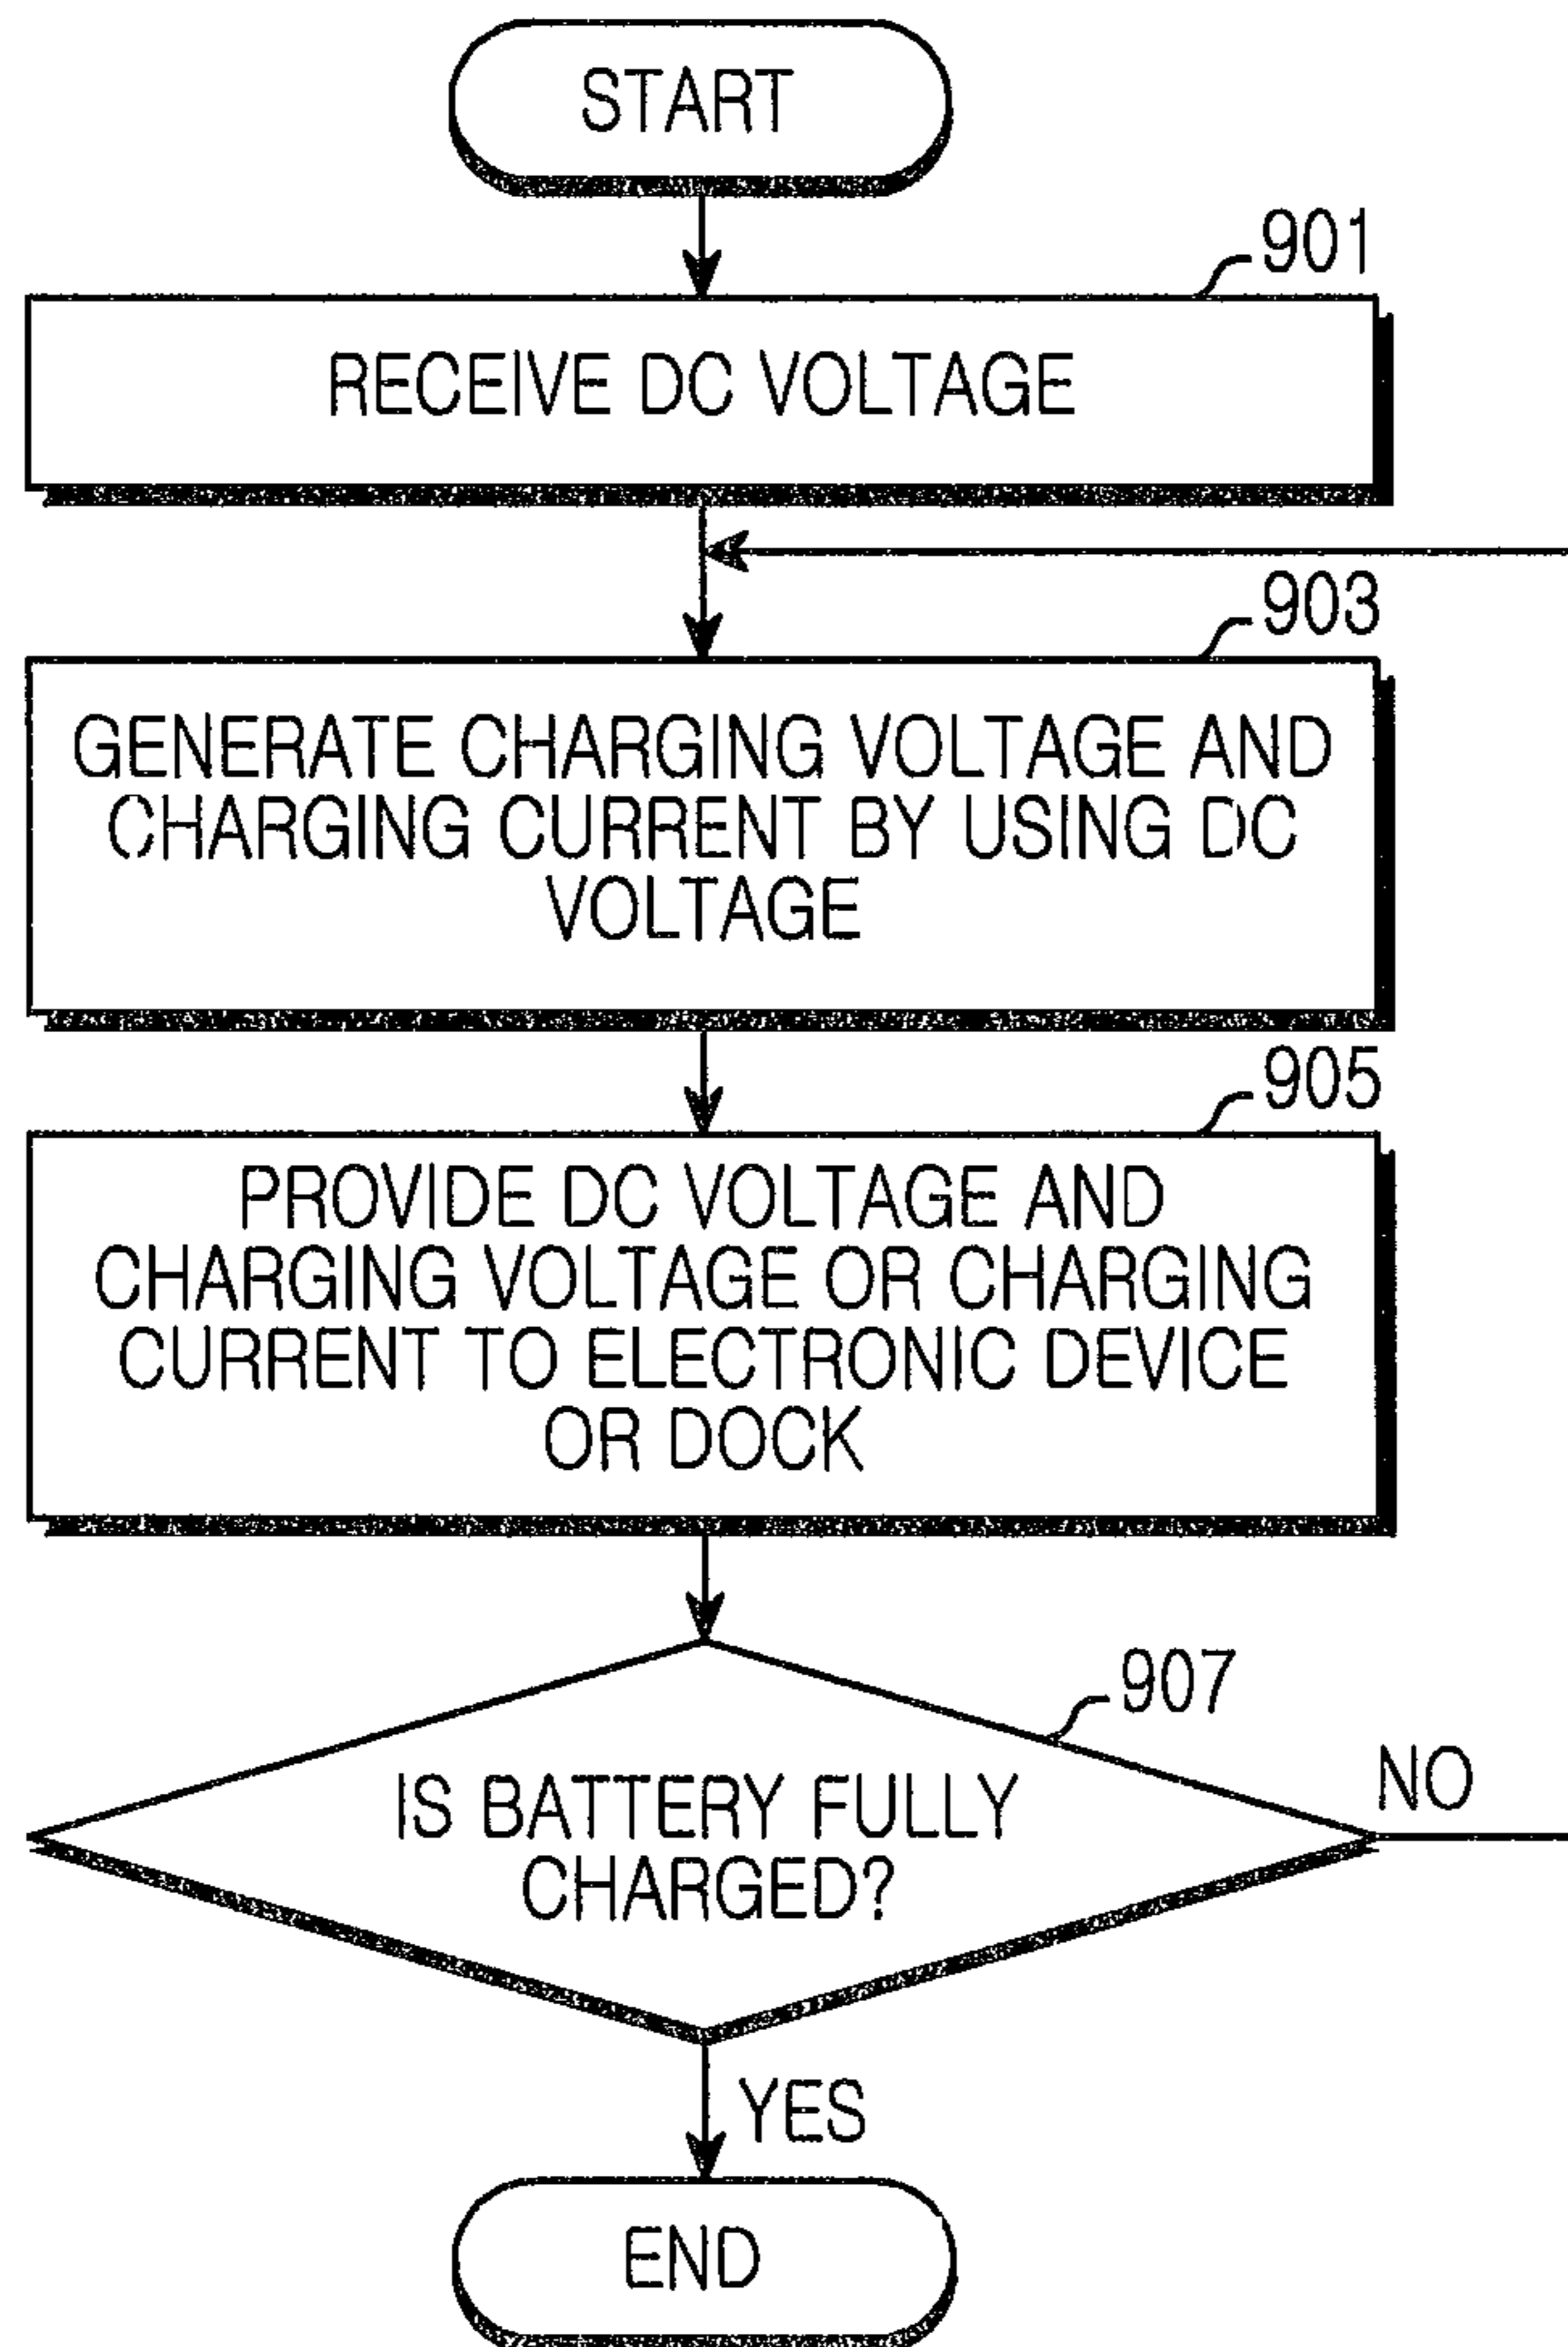 START
901
RECEIVE DC VOLTAGE
903
GENERATE CHARGING VOLTAGE AND
CHARGING CURRENT BY USING DC
VOLTAGE
905
PROVIDE DC VOLTAGE AND
CHARGING VOLTAGE OR CHARGING
CURRENT TO ELECTRONIC DEVICE
OR DOCK
907
IS BATTERY FULLY
CHARGED?
NO
YES
END